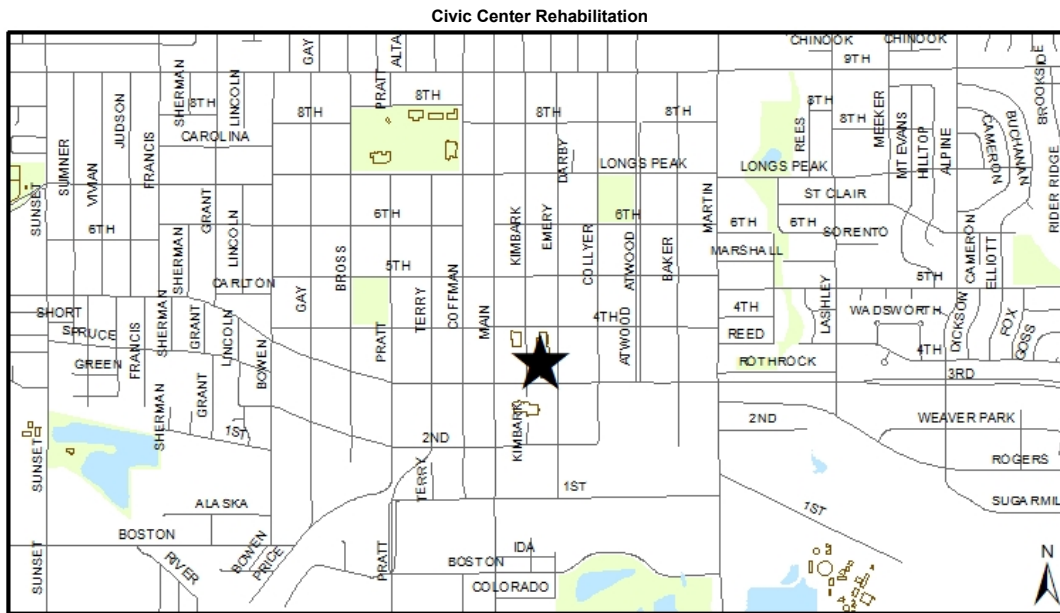 Civic Center Rehabilitation
CHINOOK
CHINOOK
9TH
GAY
ALTA
PRATT
SHERMAN
8TH
LINCOLN
8TH
8TH
8TH
8TH
8TH
8TH
JUDSON
SUMNER
VIVIAN
FRANCIS
CAROLINA
DARBY
LONGS PEAK
LONGS PEAK
REES
MEEKER
MT EVANS
HILLTOP
ALPINE
CAMERON
BUCHANAN
BROOKSIDE
RIDER RIDGE
SUNSET
6TH
SHERMAN
GRANT
LINCOLN
6TH
KIMBARK
EMERY
6TH
MARTIN
ST CLAIR
6TH
6TH
SORENTO
MARSHALL
CARLTON
GAY
BROSS
5TH
TERRY
COFFMAN
MAIN
COLLYER
ATWOOD
BAKER
LASHLEY
5TH
CAMERON
ELLIOTT
SHORT
SPRUCE
GREEN
FRANCIS
SHERMAN
GRANT
LINCOLN
BOWEN
PRATT
4TH
ATWOOD
4TH
REED
ROTHROCK
WADSWORTH
4TH
DICKSON
FOX
GOSS
3RD
SHERMAN
GRANT
1ST
KIMBARK
2ND
2ND
WEAVER PARK
ROGERS
SUNSET
TERRY
1ST
1ST
ALASKA
BOSTON
RIVER
BOWEN
PRICE
PRATT
IDA
BOSTON
COLORADO
SUNSET
SUGARMIL
N